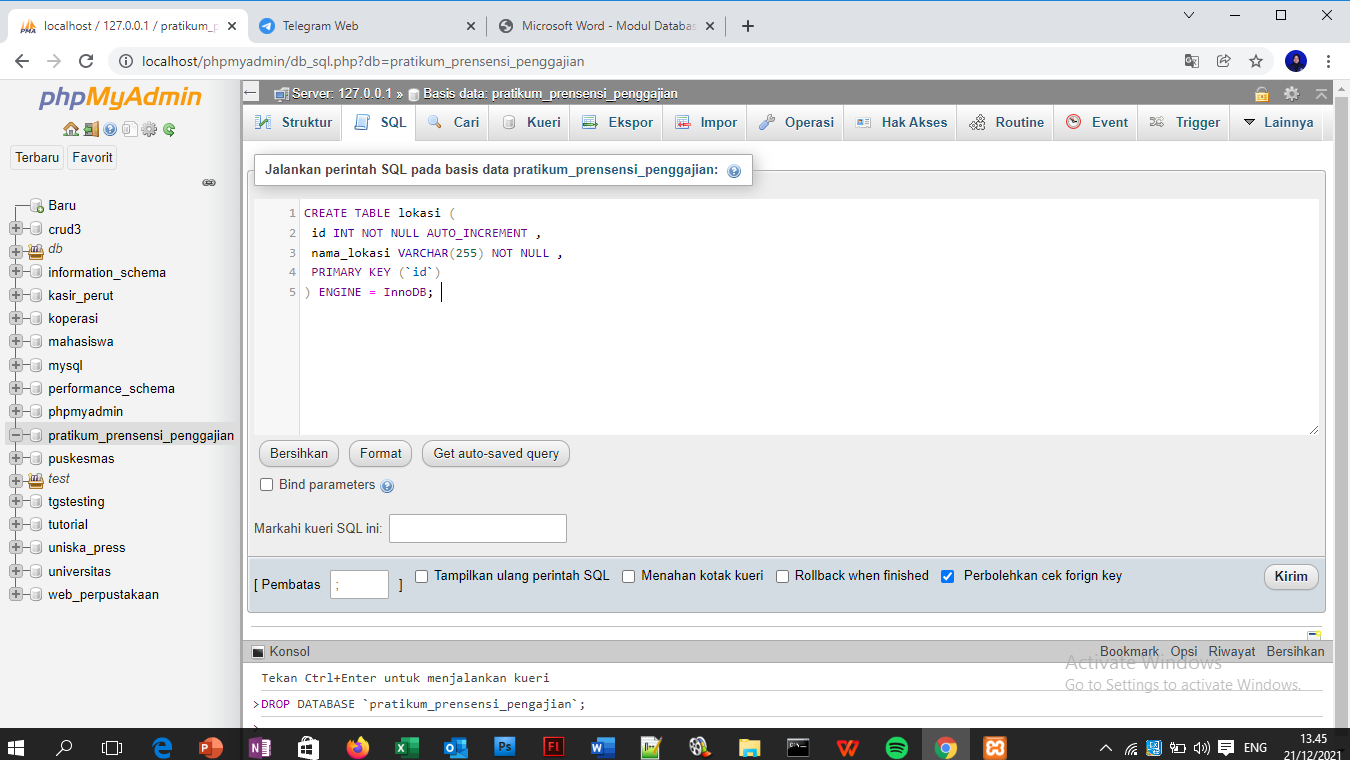 localhost / 127.0.0.1 / pratikum_p
Telegram Web
Microsoft Word - Modul Databas
localhost/phpmyadmin/db_sql.php?db=pratikum_prensensi_penggajian
phpMyAdmin
Terbaru
Favorit
Baru
crud3
db
information_schema
kasir_perut
koperasi
mahasiswa
mysql
performance_schema
phpmyadmin
pratikum_prensensi_penggajian
puskesmas
test
tgstesting
tutorial
uniska_press
universitas
web_perpustakaan
Server: 127.0.0.1 » Basis data: pratikum_prensensi_penggajian
Struktur SQL Cari Kueri Ekspor Impor Operasi Hak Akses Routine Event Trigger Lainnya
Jalankan perintah SQL pada basis data pratikum_prensensi_penggajian:
1 CREATE TABLE lokasi (
2 id INT NOT NULL AUTO_INCREMENT ,
3 nama_lokasi VARCHAR(255) NOT NULL ,
4 PRIMARY KEY (`id`)
5 ) ENGINE = InnoDB;
Bersihkan Format Get auto-saved query
Bind parameters
Markahi kueri SQL ini:
[ Pembatas ; ] Tampilkan ulang perintah SQL Menahan kotak kueri Rollback when finished Perbolehkan cek forign key Kirim
Konsol Bookmark Opsi Riwayat Bersihkan
Tekan Ctrl+Enter untuk menjalankan kueri
>DROP DATABASE `pratikum_prensensi_pengajian`;
>
Activate Windows
Go to Settings to activate Windows.
ENG
13.45
21/12/2021